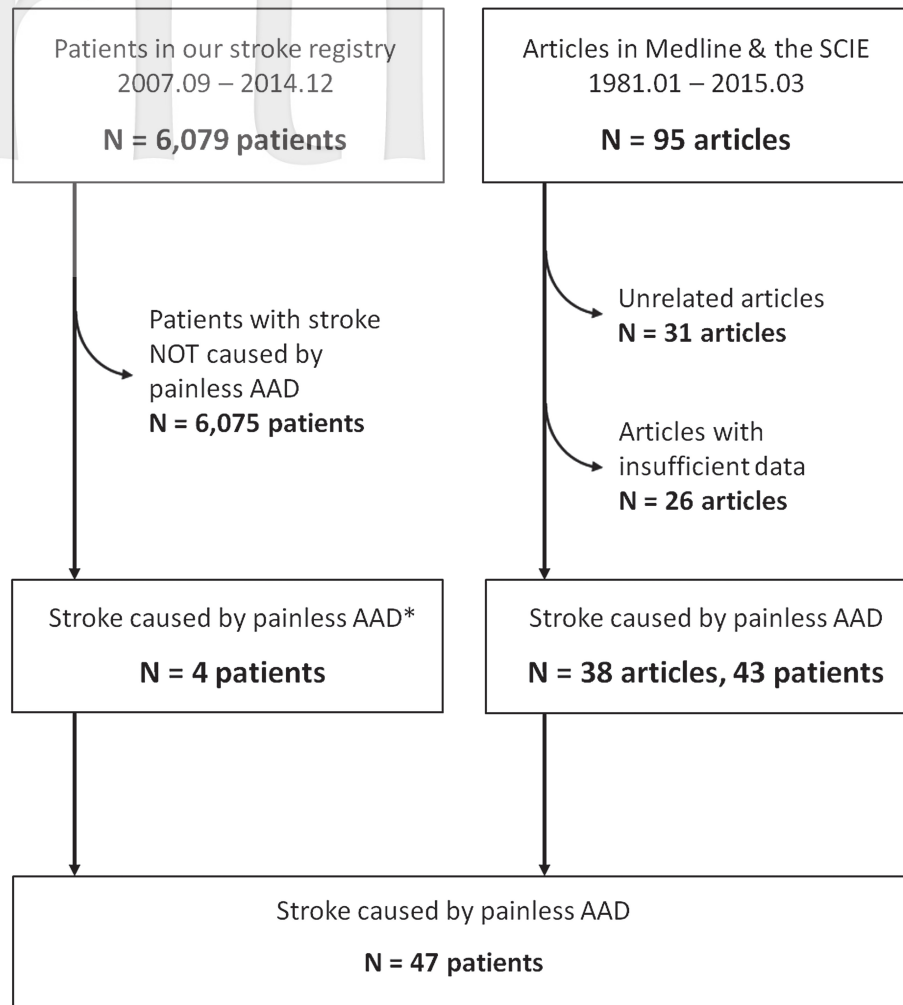 Patients in our stroke registry
2007.09 – 2014.12
N = 6,079 patients
Articles in Medline & the SCIE
1981.01 – 2015.03
N = 95 articles
Patients with stroke
NOT caused by
painless AAD
N = 6,075 patients
Unrelated articles
N = 31 articles
Articles with
insufficient data
N = 26 articles
Stroke caused by painless AAD*
N = 4 patients
Stroke caused by painless AAD
N = 38 articles, 43 patients
Stroke caused by painless AAD
N = 47 patients